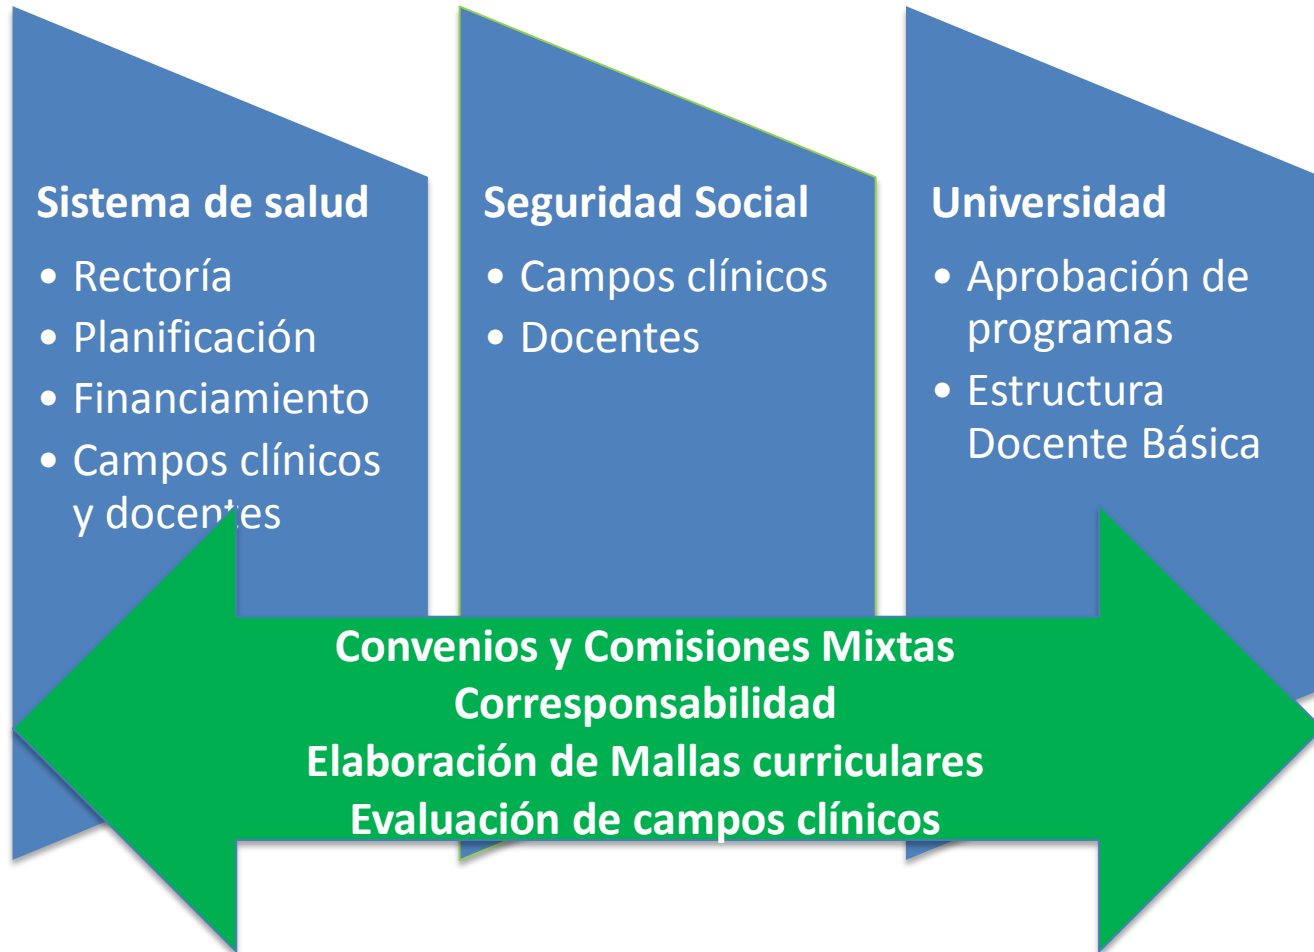 Sistema de salud
• Rectoría
• Planificación
• Financiamiento
• Campos clínicos
y docentes
Seguridad Social
• Campos clínicos
• Docentes
Universidad
• Aprobación de
programas
• Estructura
Docente Básica
Convenios y Comisiones Mixtas
Corresponsabilidad
Elaboración de Mallas curriculares
Evaluación de campos clínicos